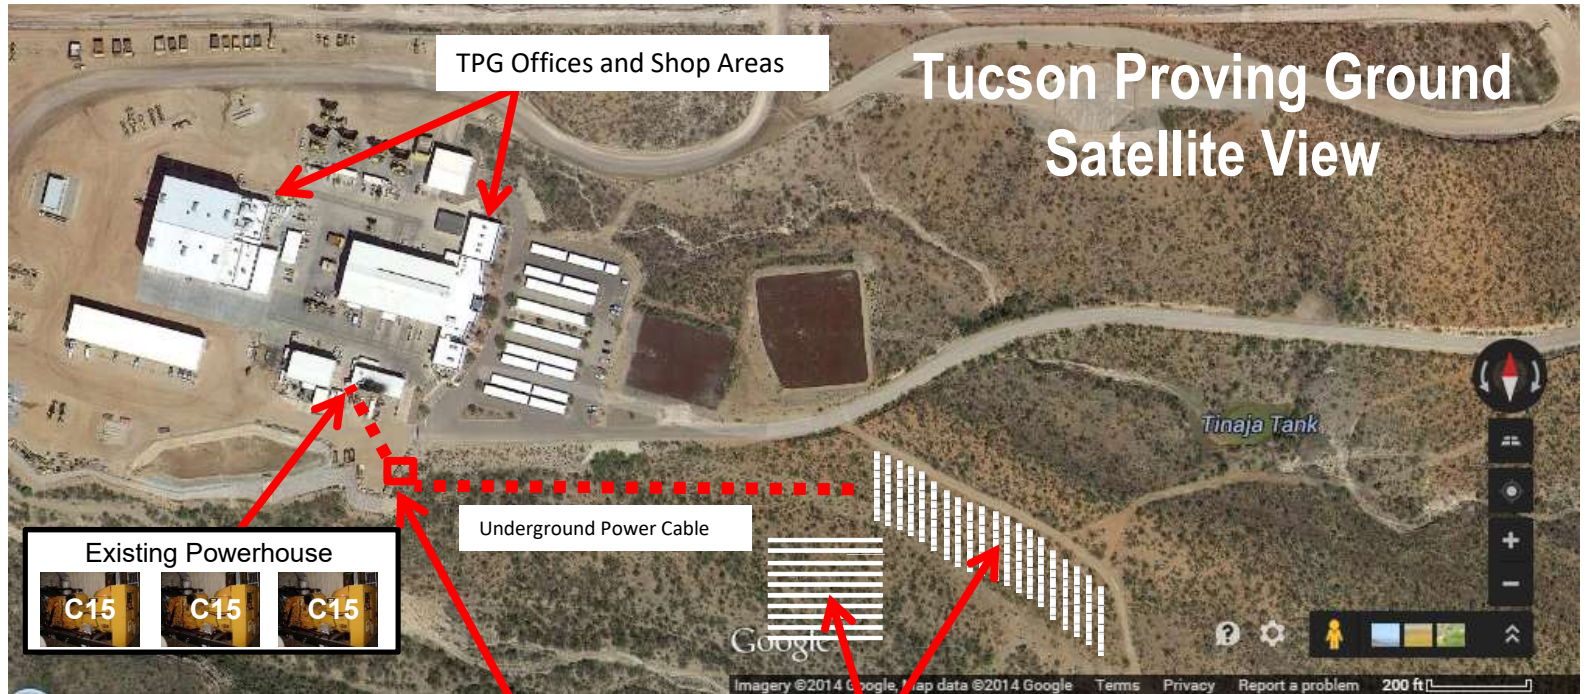 TPG Offices and Shop Areas
Tucson Proving Ground
Satellite View
Tinaja Tank
Underground Power Cable
Existing Powerhouse
C15 C15 C15
Google
Imagery ©2014 Google, Map data ©2014 Google Terms Privacy Report a problem 200 ft